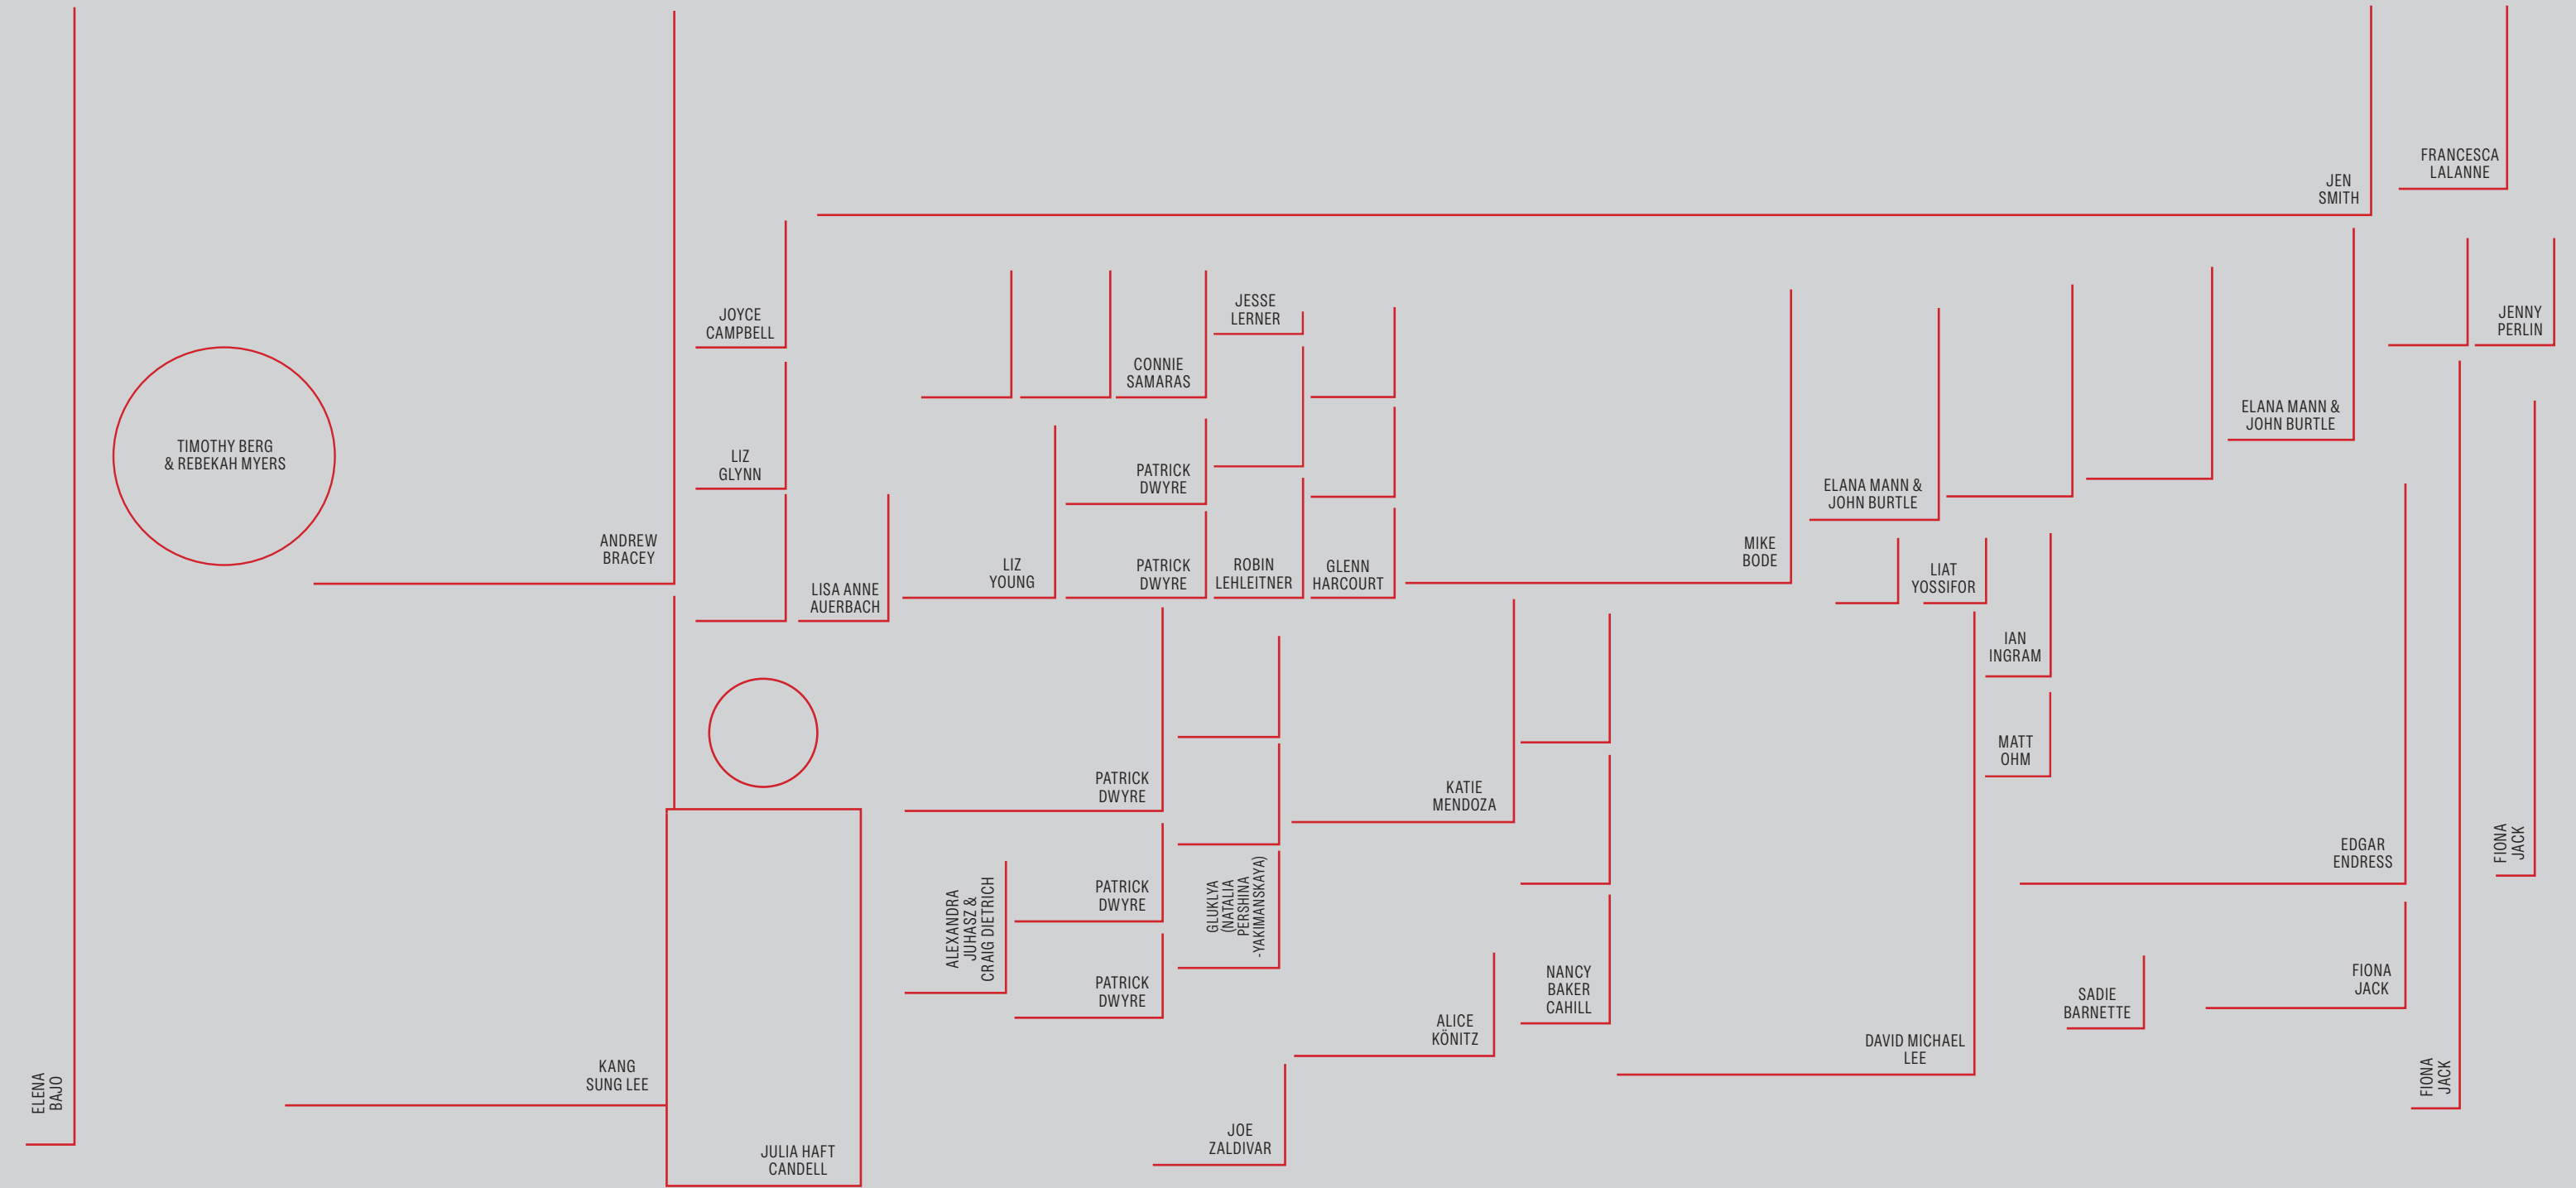 FRANCESCA
LALANNE
JEN
SMITH
JOYCE
CAMPBELL
JESSE
LERNER
CONNIE
SAMARAS
JENNY
PERLIN
ELANA MANN &
JOHN BURTLE
TIMOTHY BERG
& REBEKAH MYERS
LIZ
GLYNN
PATRICK
DWYRE
ELANA MANN &
JOHN BURTLE
ANDREW
BRACEY
LISA ANNE
AUERBACH
LIZ
YOUNG
PATRICK
DWYRE
ROBIN
LEHLEITNER
GLENN
HARCOURT
MIKE
BODE
LIAT
YOSSIFOR
IAN
INGRAM
MATT
OHM
PATRICK
DWYRE
KATIE
MENDOZA
EDGAR
ENDRESS
FIONA
JACK
ALEXANDRA
JUHASZ &
CRAIG DIETRICH
PATRICK
DWYRE
GLUKLYA
(NATALIA
PERSHINA
-YAKIMANSKAYA)
PATRICK
DWYRE
NANCY
BAKER
CAHILL
ALICE
KÖNITZ
SADIE
BARNETTE
FIONA
JACK
DAVID MICHAEL
LEE
FIONA
JACK
ELENA
BAJO
KANG
SUNG LEE
JULIA HAFT
CANDELL
JOE
ZALDIVAR